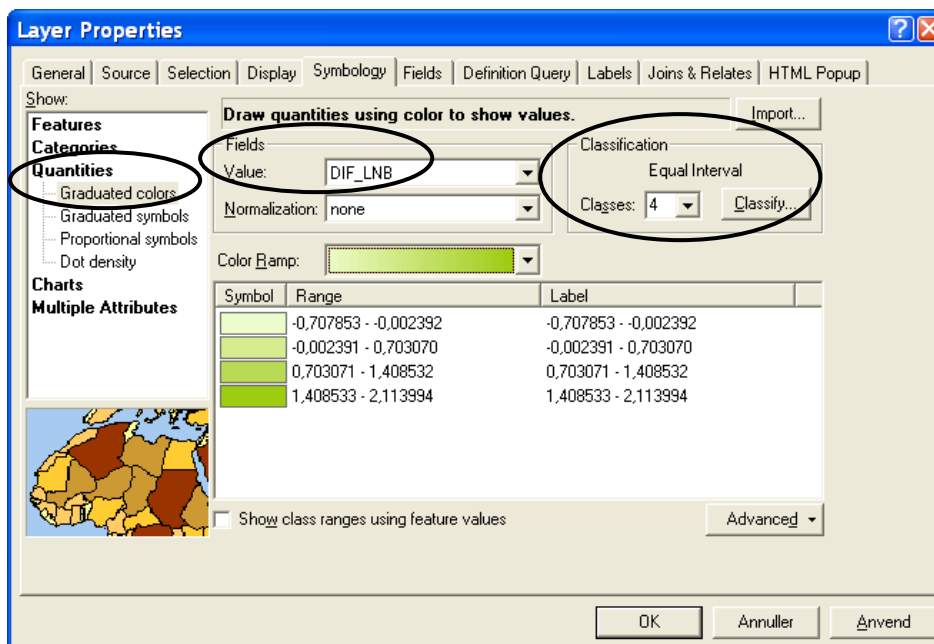 Layer Properties
General Source Selection Display Symbology Fields Definition Query Labels Joins & Relates HTML Popup
Show:
Features
Categories
Quantities
Graduated colors
Graduated symbols
Proportional symbols
Dot density
Charts
Multiple Attributes
Draw quantities using color to show values.
Import...
Fields
Value: DIF_LNB
Normalization: none
Classification
Equal Interval
Classes: 4 Classify...
Color Ramp:
Symbol Range Label
-0,707853 - -0,002392 -0,707853 - -0,002392
-0,002391 - 0,703070 -0,002391 - 0,703070
0,703071 - 1,408532 0,703071 - 1,408532
1,408533 - 2,113994 1,408533 - 2,113994
Show class ranges using feature values
Advanced
OK Annuller Anvend